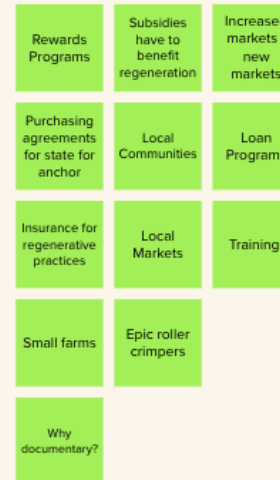 Rewards
Programs
Subsidies
have to
benefit
regeneration
Increase
markets
new
markets
Purchasing
agreements
for state for
anchor
Local
Communities
Loan
Program
Insurance for
regenerative
practices
Local
Markets
Training
Small farms
Epic roller
crimpers
Why
documentary?